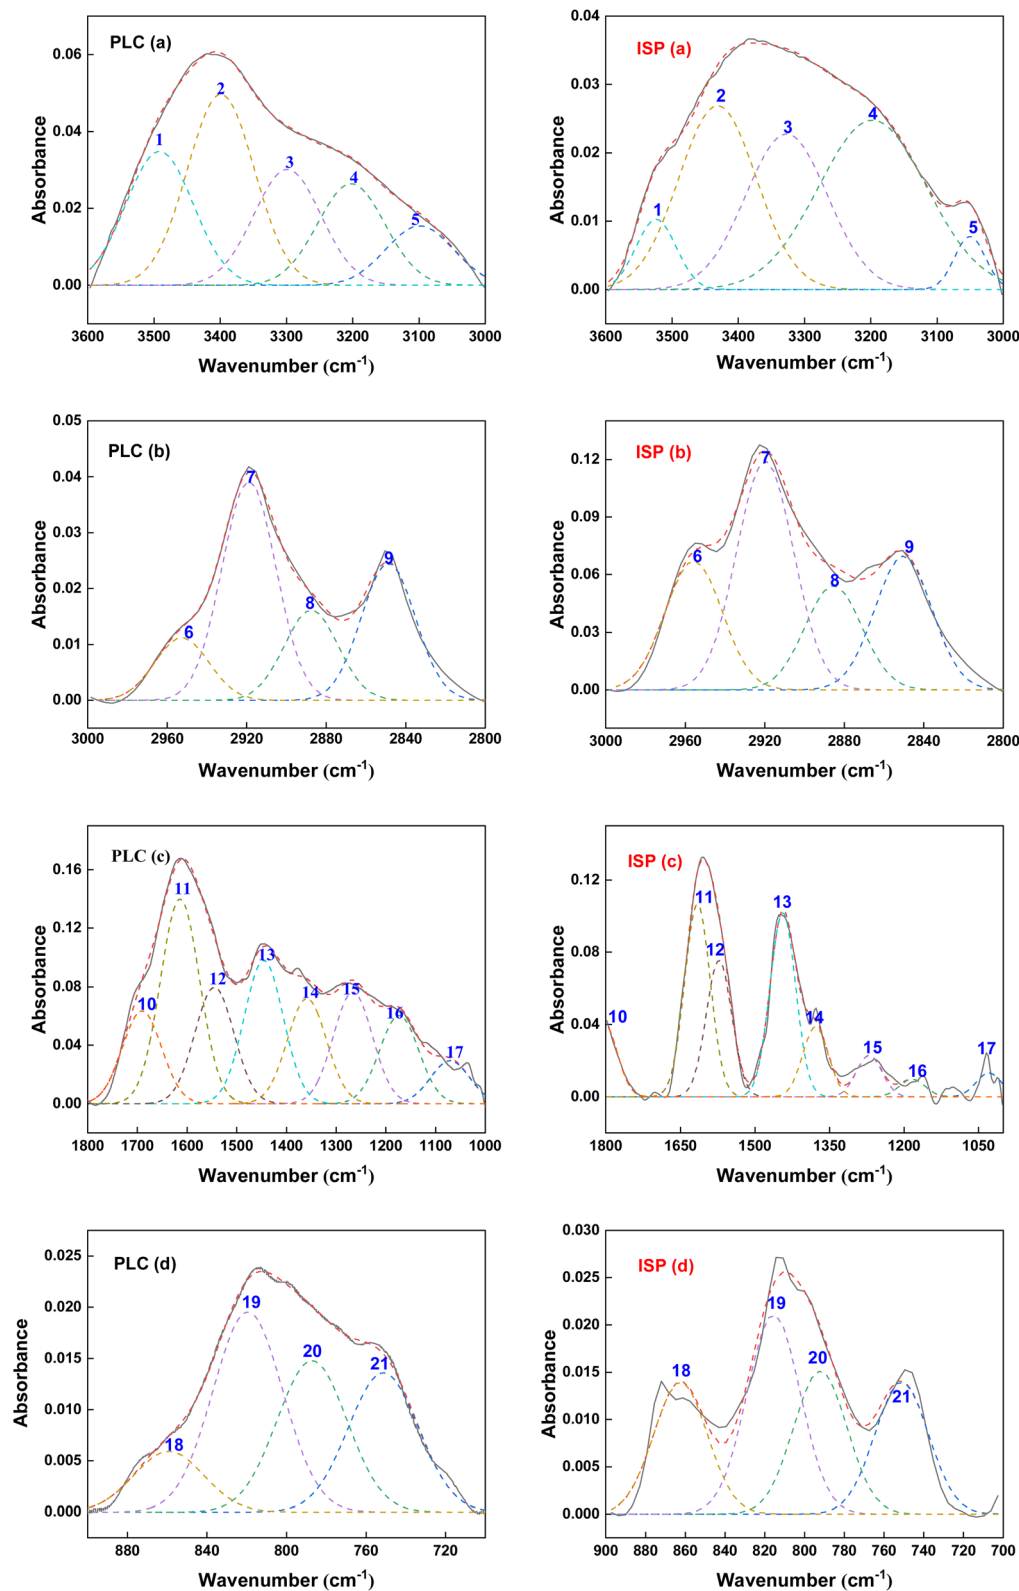 PLC (a)
Absorbance
0.06
0.04
0.02
0.00
1
2
3
4
5
3600 3500 3400 3300 3200 3100 3000
Wavenumber (cm-1)
ISP (a)
Absorbance
0.04
0.03
0.02
0.01
0.00
1
2
3
4
5
3600 3500 3400 3300 3200 3100 3000
Wavenumber (cm-1)
PLC (b)
Absorbance
0.05
0.04
0.03
0.02
0.01
0.00
6
7
8
9
3000 2960 2920 2880 2840 2800
Wavenumber (cm-1)
ISP (b)
Absorbance
0.12
0.09
0.06
0.03
0.00
6
7
8
9
3000 2960 2920 2880 2840 2800
Wavenumber (cm-1)
PLC (c)
Absorbance
0.16
0.12
0.08
0.04
0.00
10
11
12
13
14
15
16
17
1800 1700 1600 1500 1400 1300 1200 1100 1000
Wavenumber (cm-1)
ISP (c)
Absorbance
0.12
0.08
0.04
0.00
10
11
12
13
14
15
16
17
1800 1650 1500 1350 1200 1050
Wavenumber (cm-1)
PLC (d)
Absorbance
0.025
0.020
0.015
0.010
0.005
0.000
18
19
20
21
880 840 800 760 720
Wavenumber (cm-1)
ISP (d)
Absorbance
0.030
0.025
0.020
0.015
0.010
0.005
0.000
18
19
20
21
900 880 860 840 820 800 780 760 740 720 700
Wavenumber (cm-1)